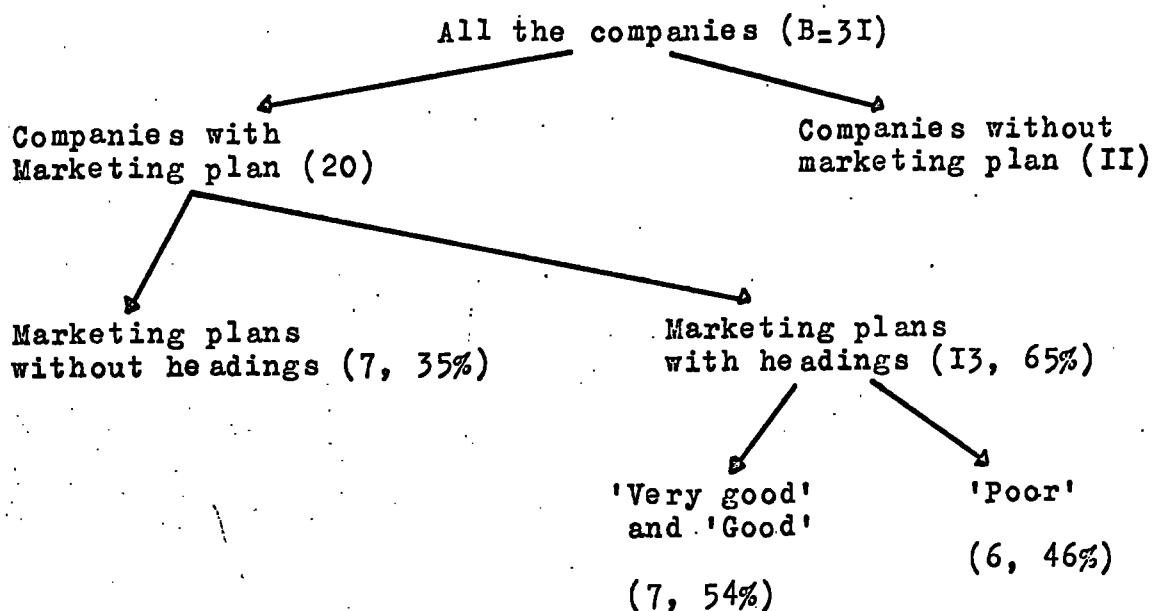 All the companies (B=3I)
Companies with
Marketing plan (20)
Companies without
marketing plan (II)
Marketing plans
without headings (7, 35%)
Marketing plans
with headings (I3, 65%)
'Very good'
and 'Good'
(7, 54%)
'Poor'
(6, 46%)